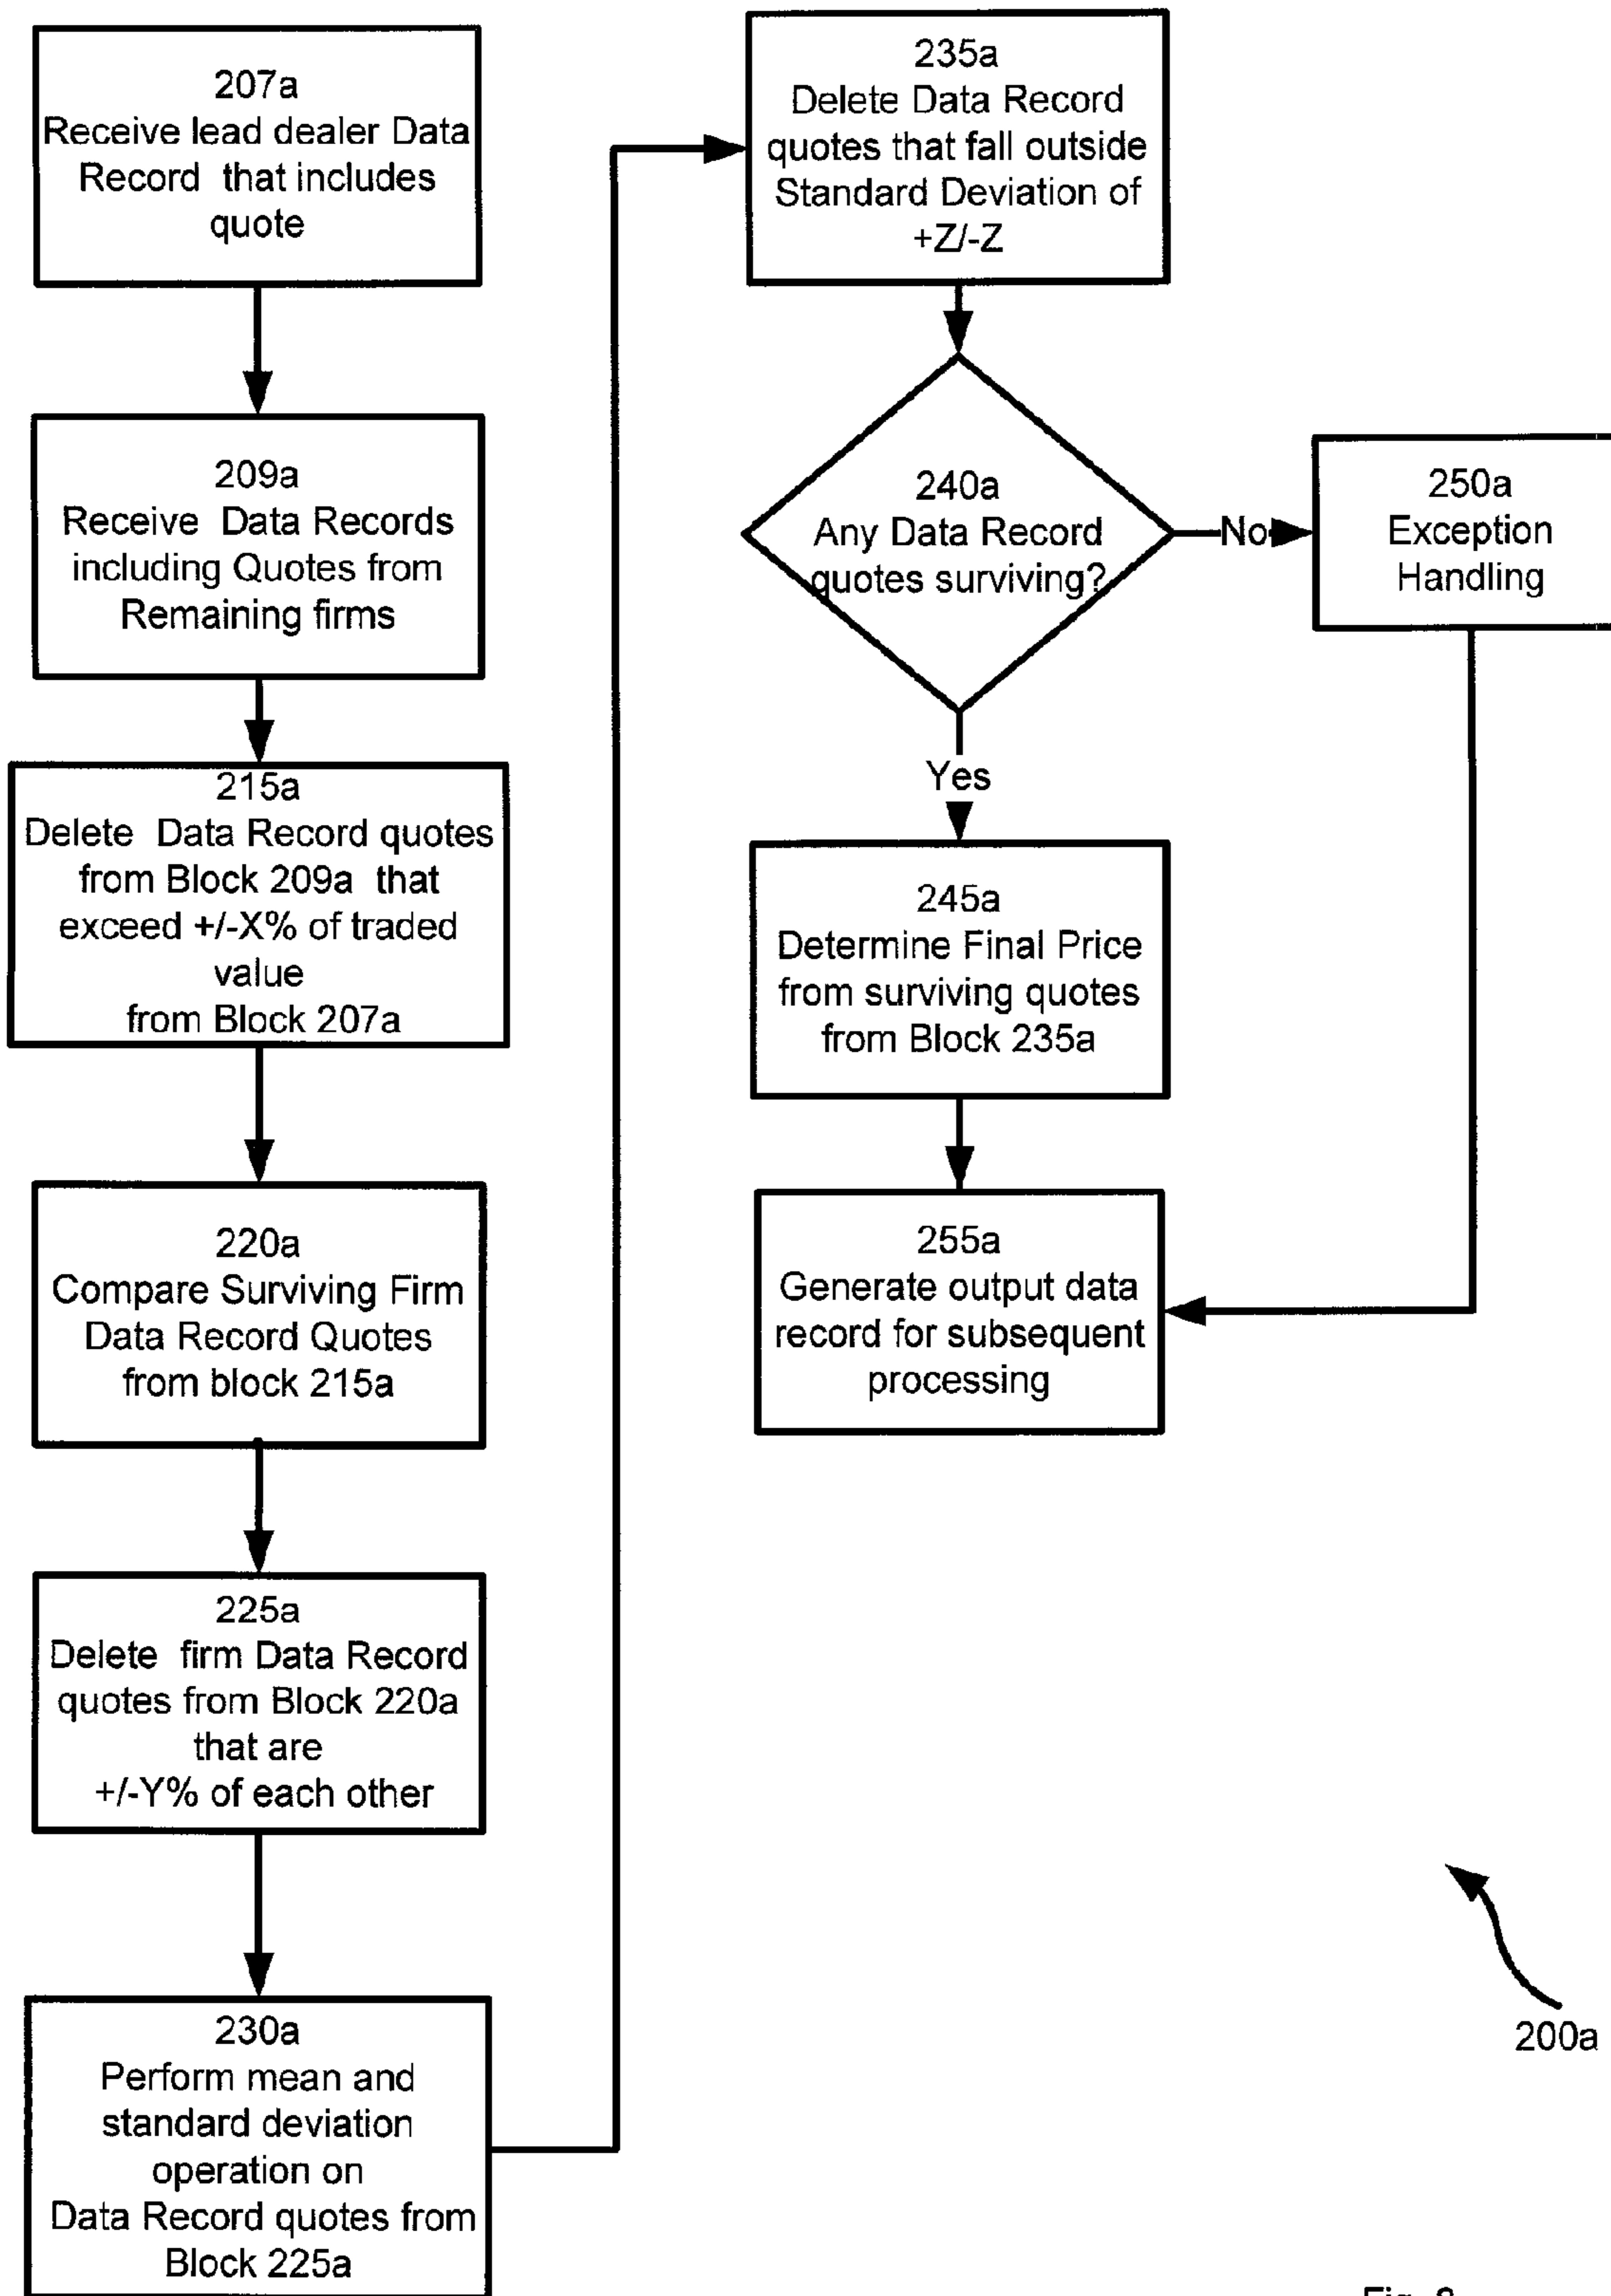 207a
Receive lead dealer Data
Record that includes
quote
209a
Receive Data Records
including Quotes from
Remaining firms
215a
Delete Data Record quotes
from Block 209a that
exceed +/-X% of traded
value
from Block 207a
220a
Compare Surviving Firm
Data Record Quotes
from block 215a
225a
Delete firm Data Record
quotes from Block 220a
that are
+/-Y% of each other
230a
Perform mean and
standard deviation
operation on
Data Record quotes from
Block 225a
235a
Delete Data Record
quotes that fall outside
Standard Deviation of
+Z/-Z
240a
Any Data Record
quotes surviving?
No
250a
Exception
Handling
Yes
245a
Determine Final Price
from surviving quotes
from Block 235a
255a
Generate output data
record for subsequent
processing
200a
Fig.